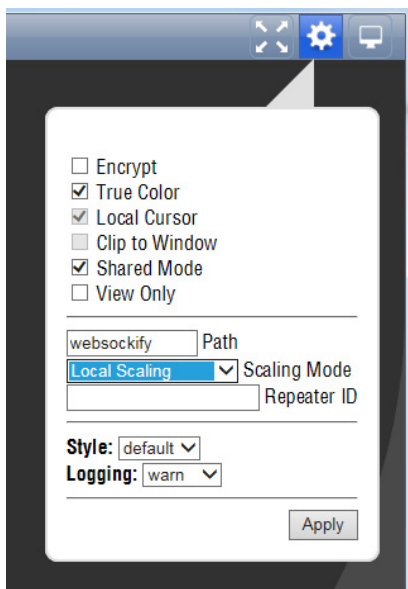 Encrypt
True Color
Local Cursor
Clip to Window
Shared Mode
View Only
websockify Path
Local Scaling Scaling Mode
Repeater ID
Style: default
Logging: warn
Apply